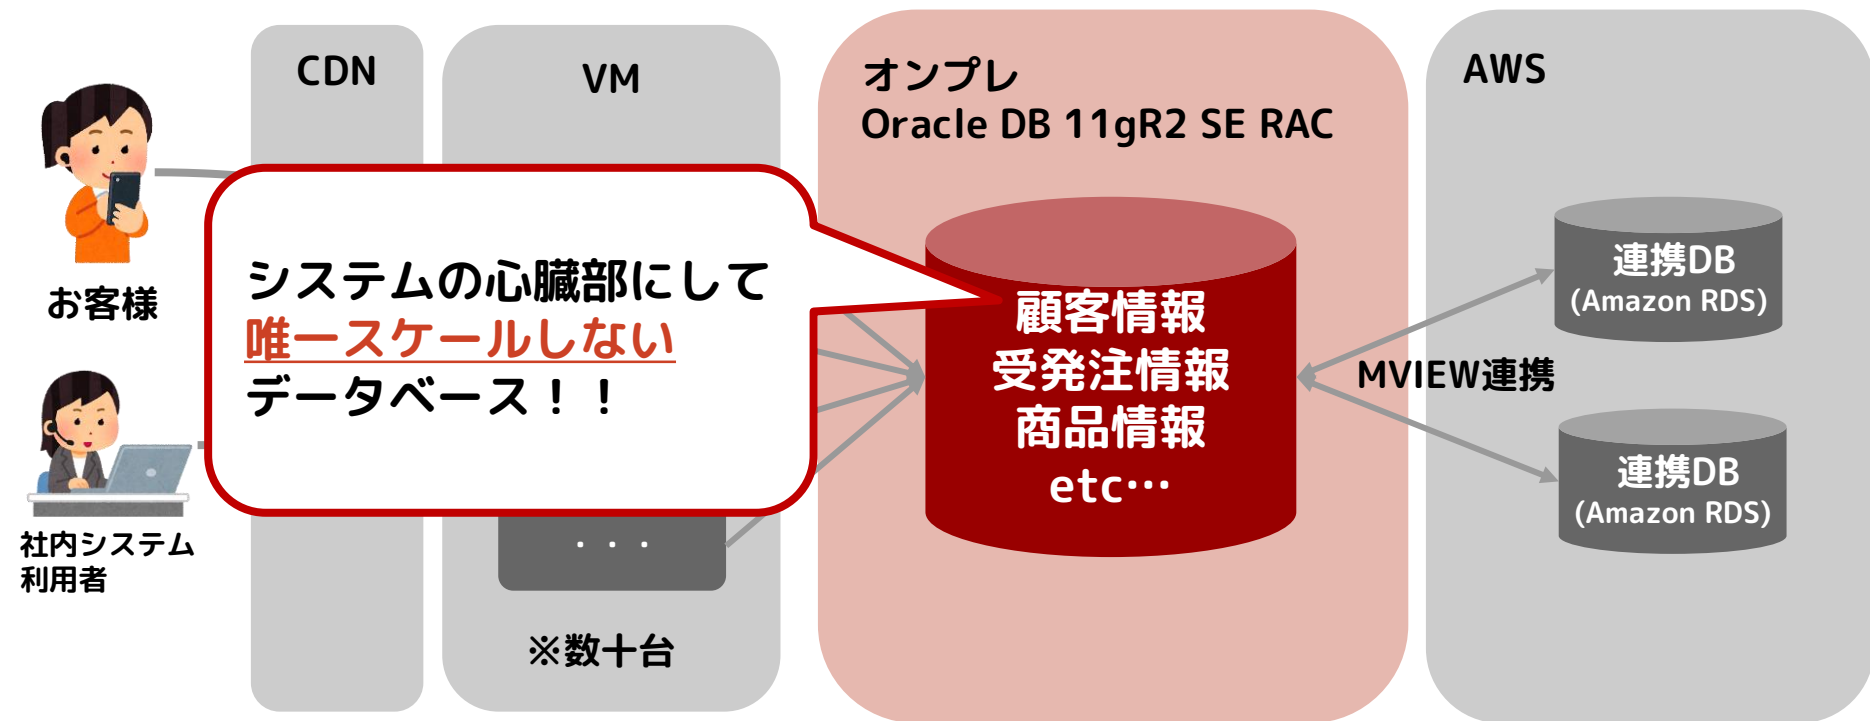 CDN
VM
オンプレ
Oracle DB 11gR2 SE RAC
AWS
お客様
社内システム
利用者
システムの心臓部にして
唯一スケールしない
データベース！！
・・・
※数十台
顧客情報
受発注情報
商品情報
etc…
MVIEW連携
連携DB
(Amazon RDS)
連携DB
(Amazon RDS)